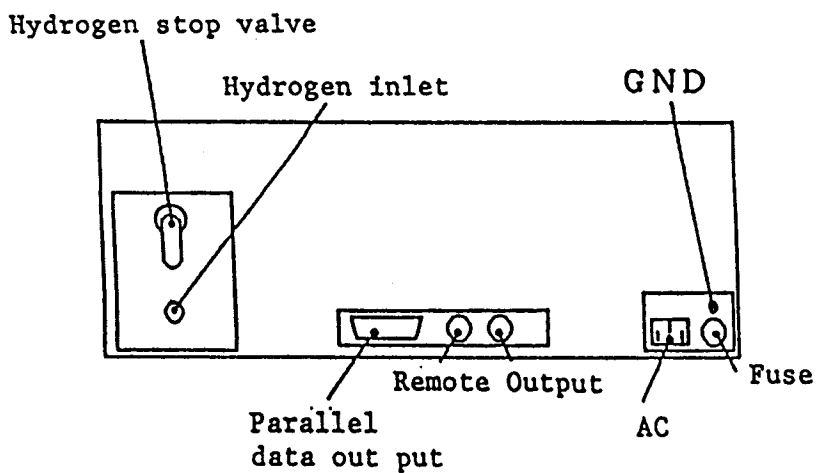 Hydrogen stop valve
Hydrogen inlet
GND
Remote Output
Fuse
Parallel
data out put
AC